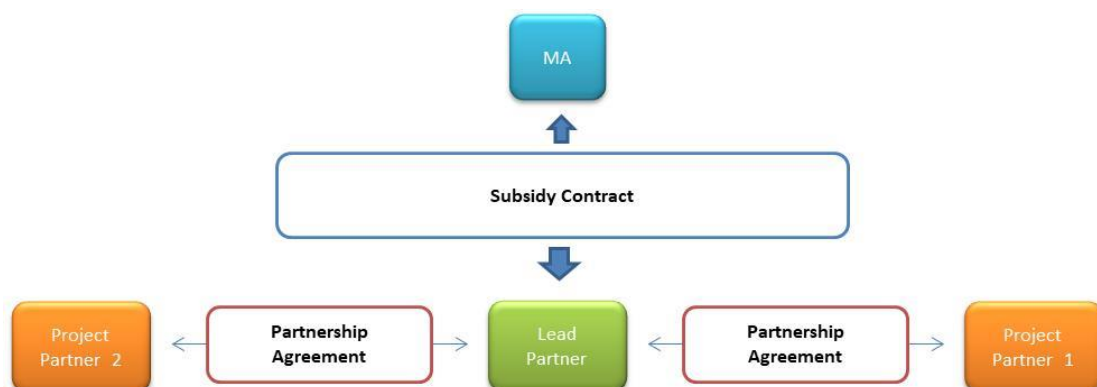 MA
Subsidy Contract
Project
Partner 2
Partnership
Agreement
Lead
Partner
Partnership
Agreement
Project
Partner 1